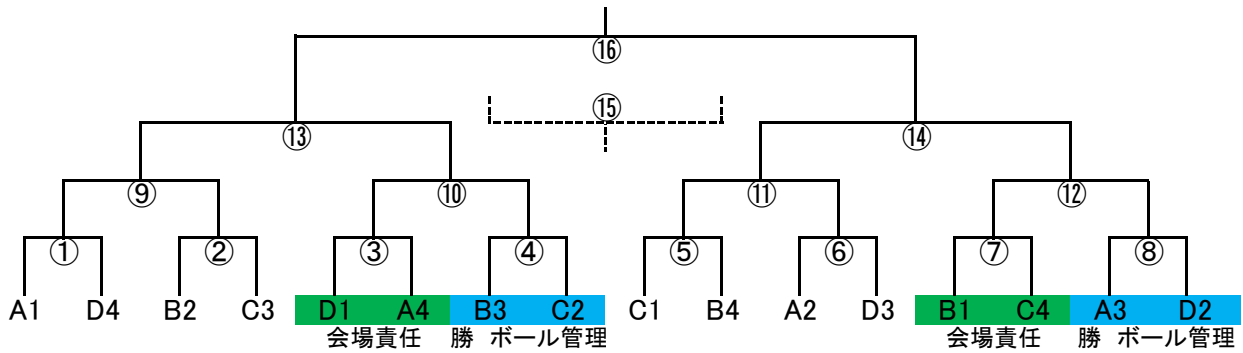 ⑯
⑮
⑬ ⑭
⑨ ⑩ ⑪ ⑫
① ② ③ ④ ⑤ ⑥ ⑦ ⑧
A1 D4 B2 C3 D1 A4 B3 C2 C1 B4 A2 D3 B1 C4 A3 D2
会場責任 勝 ボール管理 会場責任 勝 ボール管理